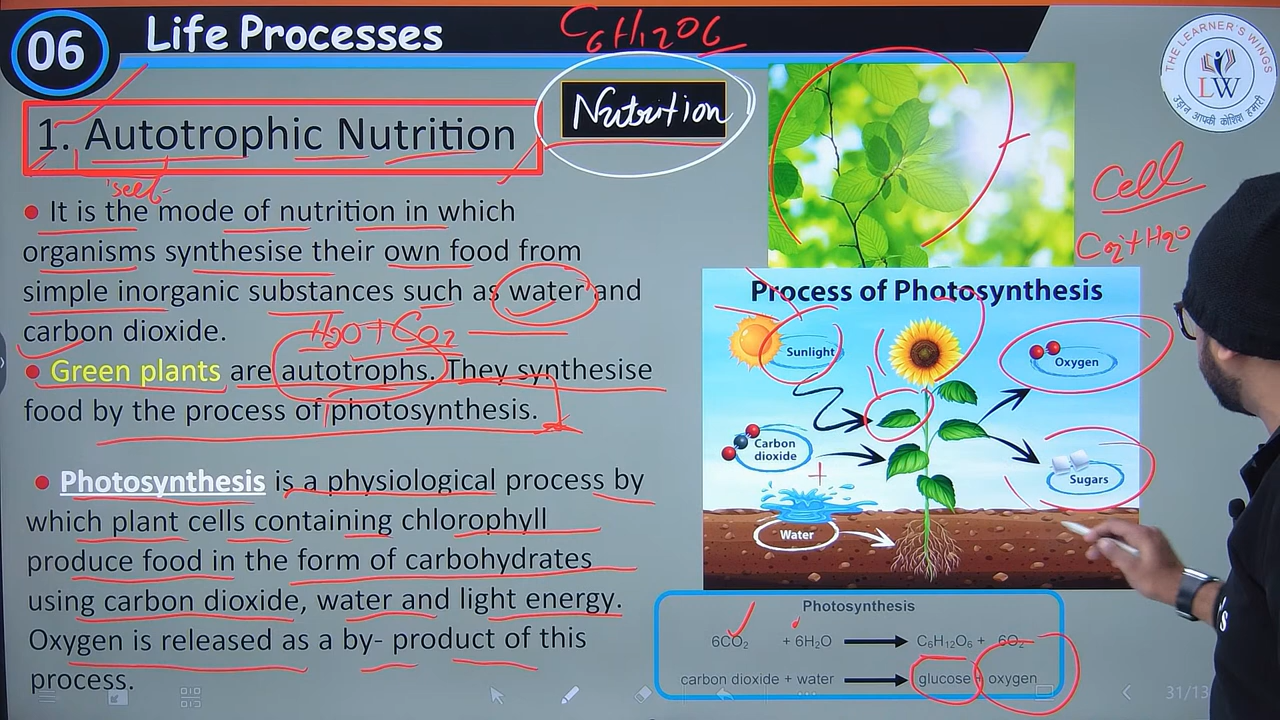 06
Life Processes
C6H12O6
THE LEARNER'S WINGS
LW
उड़ान आपकी कोशिश हमारी
1. Autotrophic Nutrition
Nutrition
'self-
• It is the mode of nutrition in which
organisms synthesise their own food from
simple inorganic substances such as water and
carbon dioxide.
H2O + CO2
• Green plants are autotrophs. They synthesise
food by the process of photosynthesis.
• Photosynthesis is a physiological process by
which plant cells containing chlorophyll
produce food in the form of carbohydrates
using carbon dioxide, water and light energy.
Oxygen is released as a by- product of this
process.
Cell
CO2 + H2O
Process of Photosynthesis
Sunlight
Oxygen
Carbon
dioxide
+
Sugars
Water
Photosynthesis
6CO₂ + 6H₂O → C₆H₁₂O₆ + 6O₂
carbon dioxide + water → glucose + oxygen
31/13